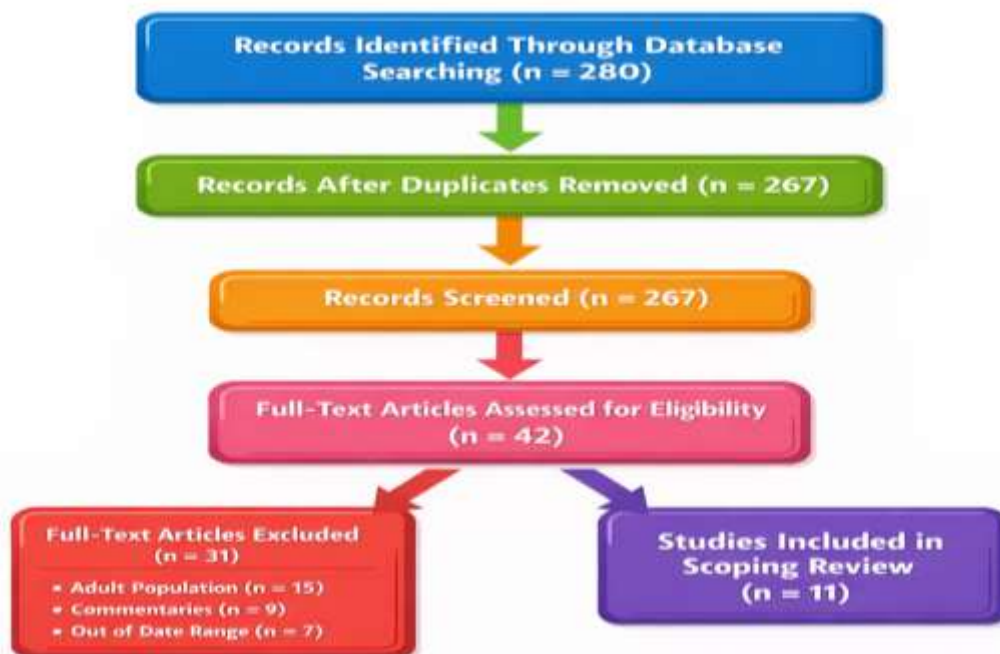 Records Identified Through Database
Searching (n = 280)
Records After Duplicates Removed (n = 267)
Records Screened (n = 267)
Full-Text Articles Assessed for Eligibility
(n = 42)
Full-Text Articles Excluded
(n = 31)
• Adult Population (n = 15)
• Commentaries (n = 9)
• Out of Date Range (n = 7)
Studies Included in
Scoping Review
(n = 11)